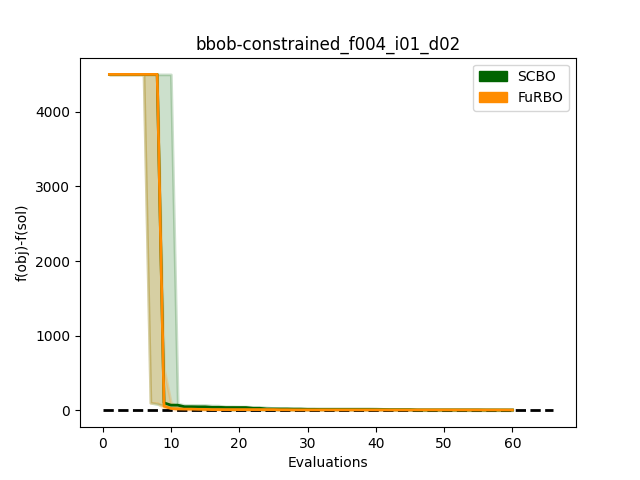 bbob-constrained_f004_i01_d02
SCBO
FuRBO
f(obj)-f(sol)
4000
3000
2000
1000
0
0 10 20 30 40 50 60
Evaluations